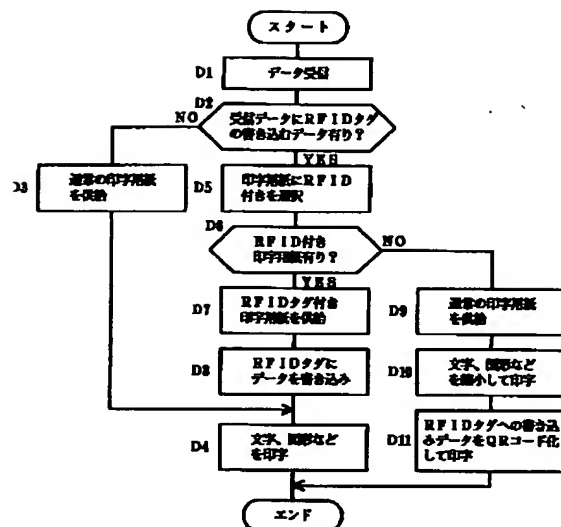 スタート
D1
データ受信
D2
受信データにRFIDタグ
の書き込むデータ有り？
NO
YES
D3
通常の印字用紙
を供給
D5
印字用紙にRFID
付きを選択
D6
RFID付き
印字用紙有り？
NO
YES
D7
RFIDタグ付き
印字用紙を供給
D9
通常の印字用紙
を供給
D8
RFIDタグに
データを書き込み
D10
文字、図形など
を縮小して印字
D4
文字、図形など
を印字
D11
RFIDタグへの書き込
みデータをQRコード化
して印字
エンド